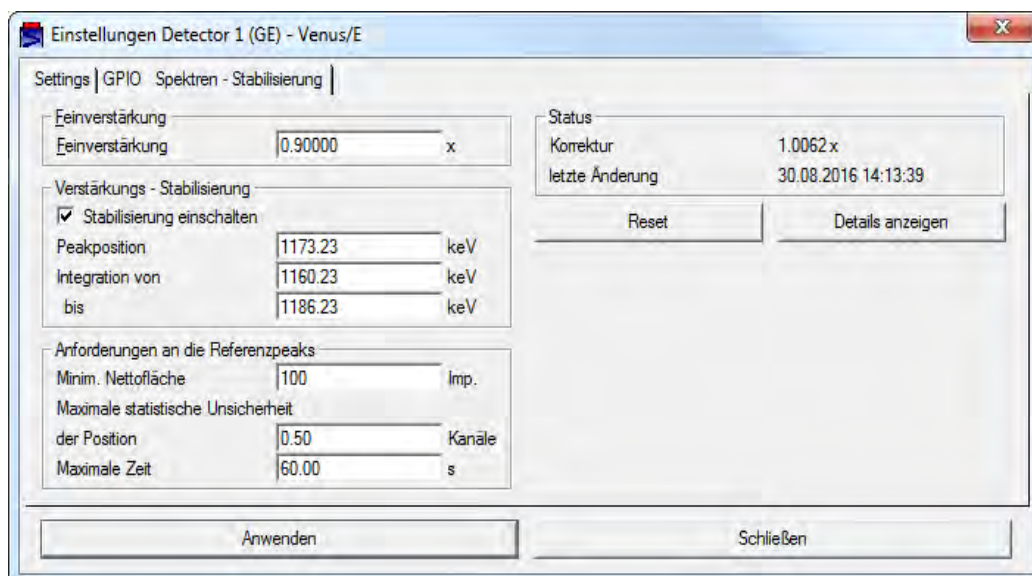 Einstellungen Detector 1 (GE) - Venus/E
Settings GPIO Spektren - Stabilisierung
Feinverstärkung
Feinverstärkung 0.90000 x
Verstärkungs - Stabilisierung
Stabilisierung einschalten
Peakposition 1173.23 keV
Integration von 1160.23 keV
bis 1186.23 keV
Anforderungen an die Referenzpeaks
Minim. Nettofläche 100 Imp.
Maximale statistische Unsicherheit
der Position 0.50 Kanäle
Maximale Zeit 60.00 s
Status
Korrektur 1.0062 x
letzte Änderung 30.08.2016 14:13:39
Reset Details anzeigen
Anwenden Schließen